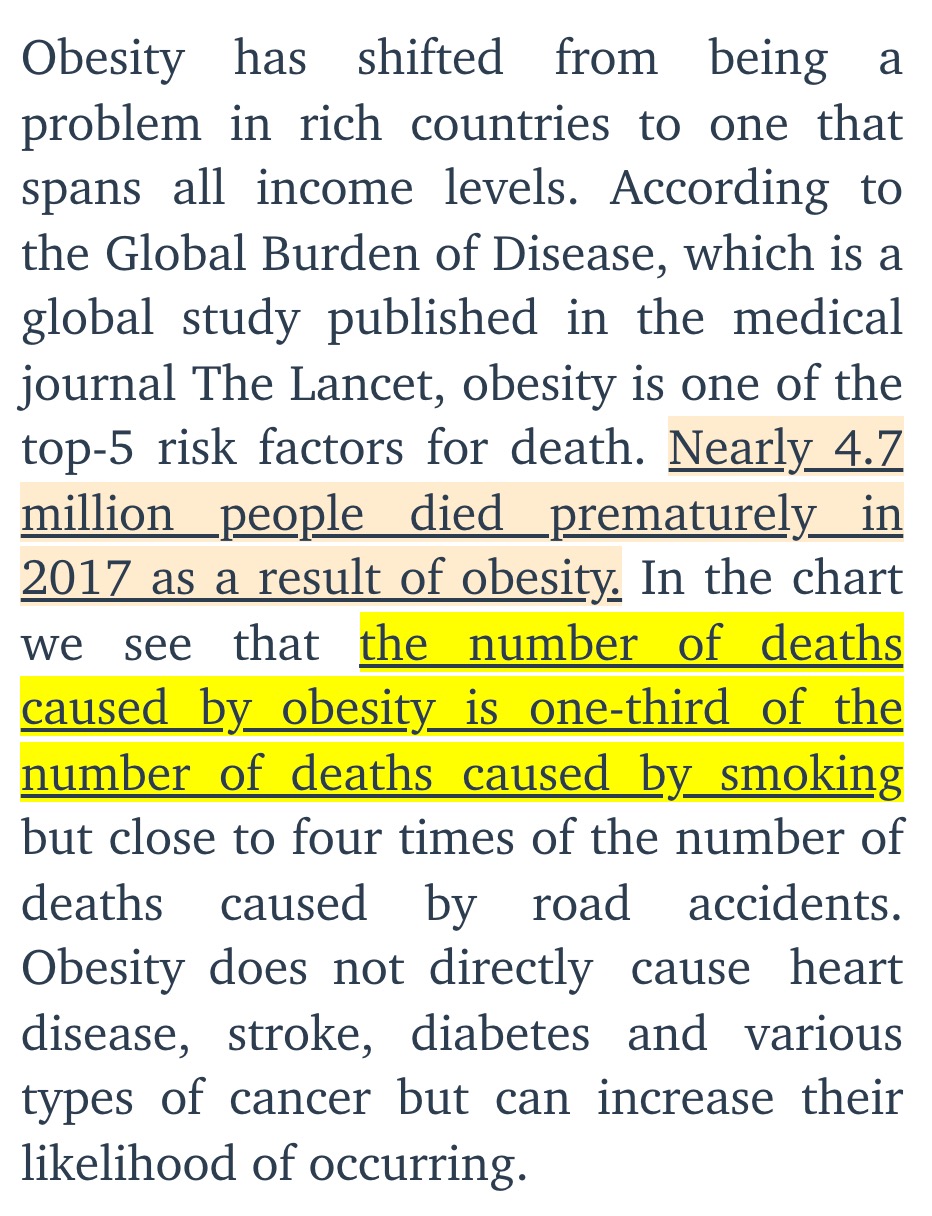 Obesity has shifted from being a
problem in rich countries to one that
spans all income levels. According to
the Global Burden of Disease, which is a
global study published in the medical
journal The Lancet, obesity is one of the
top-5 risk factors for death. Nearly 4.7
million people died prematurely in
2017 as a result of obesity. In the chart
we see that the number of deaths
caused by obesity is one-third of the
number of deaths caused by smoking
but close to four times of the number of
deaths caused by road accidents.
Obesity does not directly cause heart
disease, stroke, diabetes and various
types of cancer but can increase their
likelihood of occurring.